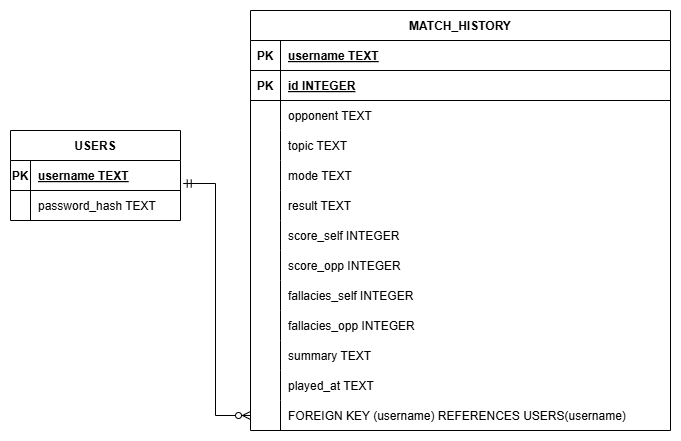 MATCH_HISTORY
PK username TEXT
PK id INTEGER
opponent TEXT
topic TEXT
mode TEXT
result TEXT
score_self INTEGER
score_opp INTEGER
fallacies_self INTEGER
fallacies_opp INTEGER
summary TEXT
played_at TEXT
FOREIGN KEY (username) REFERENCES USERS(username)
USERS
PK username TEXT
password_hash TEXT